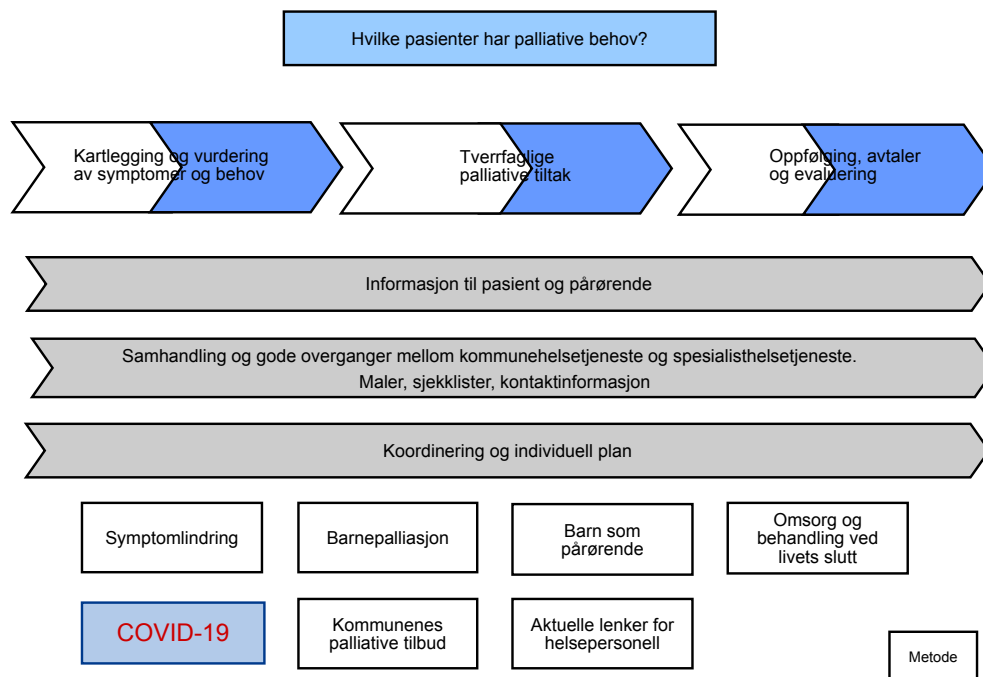 Hvilke pasienter har palliative behov?
Kartlegging og vurdering
av symptomer og behov
Tverrfaglige
palliative tiltak
Oppfølging, avtaler
og evaluering
Informasjon til pasient og pårørende
Samhandling og gode overganger mellom kommunehelsetjeneste og spesialisthelsetjeneste.
Maler, sjekklister, kontaktinformasjon
Koordinering og individuell plan
Symptomlindring
Barnepalliasjon
Barn som
pårørende
Omsorg og
behandling ved
livets slutt
COVID-19
Kommunenes
palliative tilbud
Aktuelle lenker for
helsepersonell
Metode